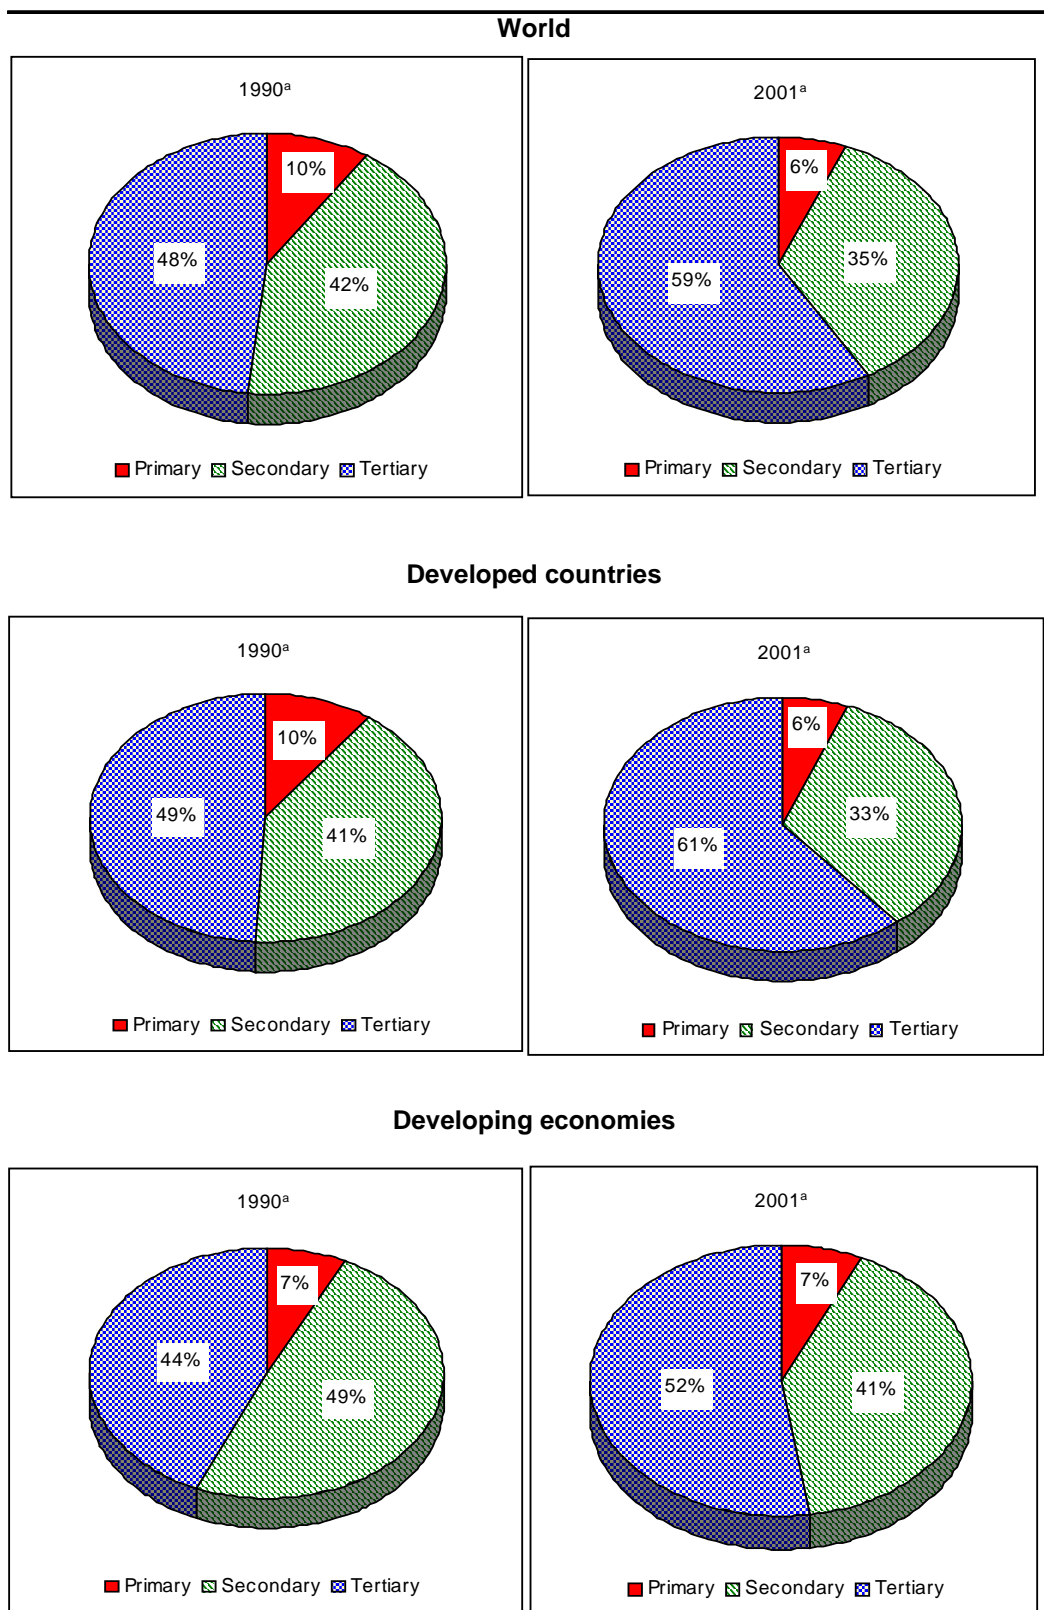 World
1990ᵃ
10%
48%
42%
Primary Secondary Tertiary
2001ᵃ
6%
35%
59%
Primary Secondary Tertiary
Developed countries
1990ᵃ
10%
49%
41%
Primary Secondary Tertiary
2001ᵃ
6%
33%
61%
Primary Secondary Tertiary
Developing economies
1990ᵃ
7%
44%
49%
Primary Secondary Tertiary
2001ᵃ
7%
52%
41%
Primary Secondary Tertiary